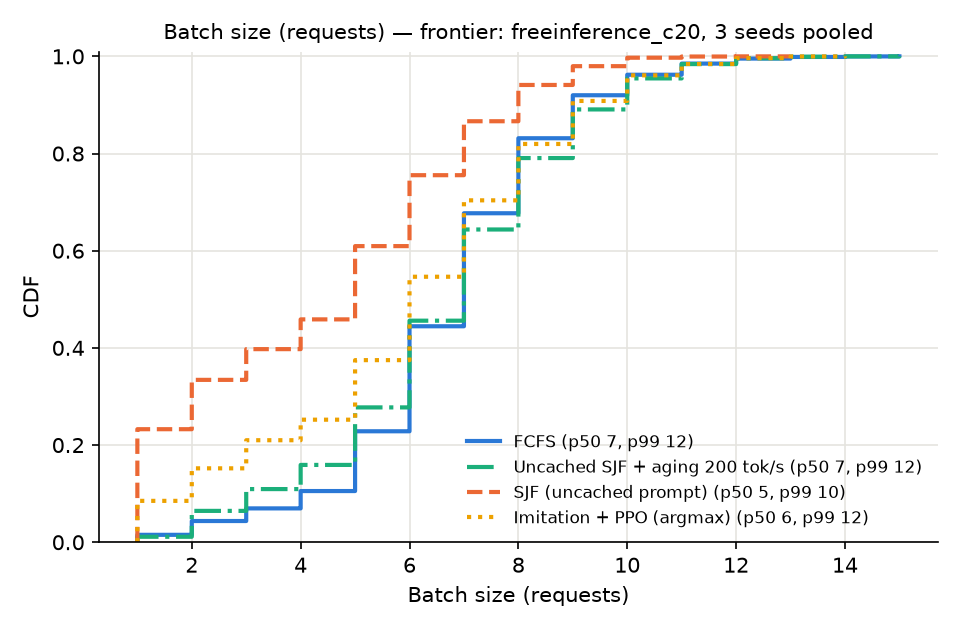 Batch size (requests) — frontier: freeinference_c20, 3 seeds pooled
1.0
0.8
0.6
0.4
0.2
0.0
CDF
FCFS (p50 7, p99 12)
Uncached SJF + aging 200 tok/s (p50 7, p99 12)
SJF (uncached prompt) (p50 5, p99 10)
Imitation + PPO (argmax) (p50 6, p99 12)
2 4 6 8 10 12 14
Batch size (requests)